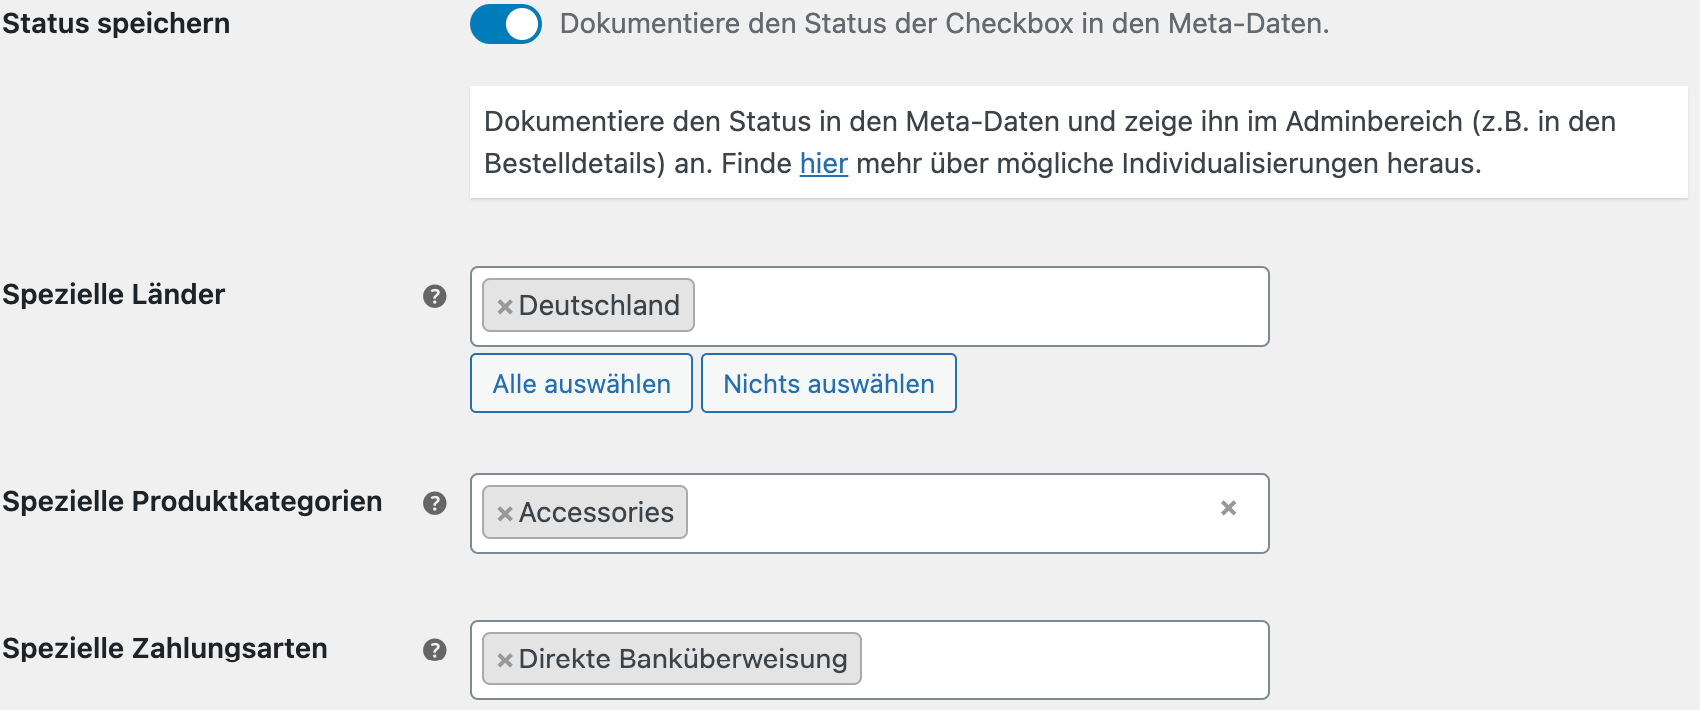 Status speichern
Dokumentiere den Status der Checkbox in den Meta-Daten.
Dokumentiere den Status in den Meta-Daten und zeige ihn im Adminbereich (z.B. in den
Bestelldetails) an. Finde hier mehr über mögliche Individualisierungen heraus.
Spezielle Länder
? 
×Deutschland
Alle auswählen
Nichts auswählen
Spezielle Produktkategorien
?
×Accessories
×
Spezielle Zahlungsarten
?
×Direkte Banküberweisung